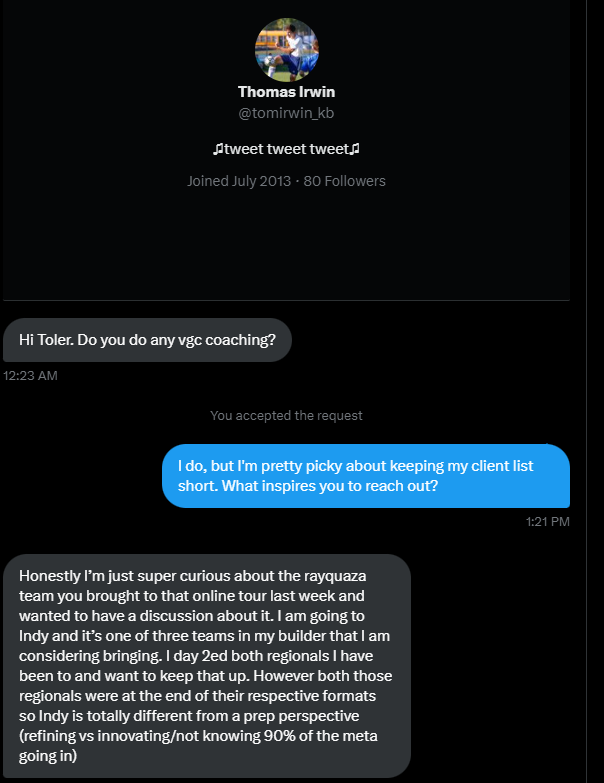 Thomas Irwin
@tomirwin_kb
♫tweet tweet tweet♫
Joined July 2013 · 80 Followers
Hi Toler. Do you do any vgc coaching?
12:23 AM
You accepted the request
I do, but I'm pretty picky about keeping my client list
short. What inspires you to reach out?
1:21 PM
Honestly I’m just super curious about the rayquaza
team you brought to that online tour last week and
wanted to have a discussion about it. I am going to
Indy and it’s one of three teams in my builder that I am
considering bringing. I day 2ed both regionals I have
been to and want to keep that up. However both those
regionals were at the end of their respective formats
so Indy is totally different from a prep perspective
(refining vs innovating/not knowing 90% of the meta
going in)